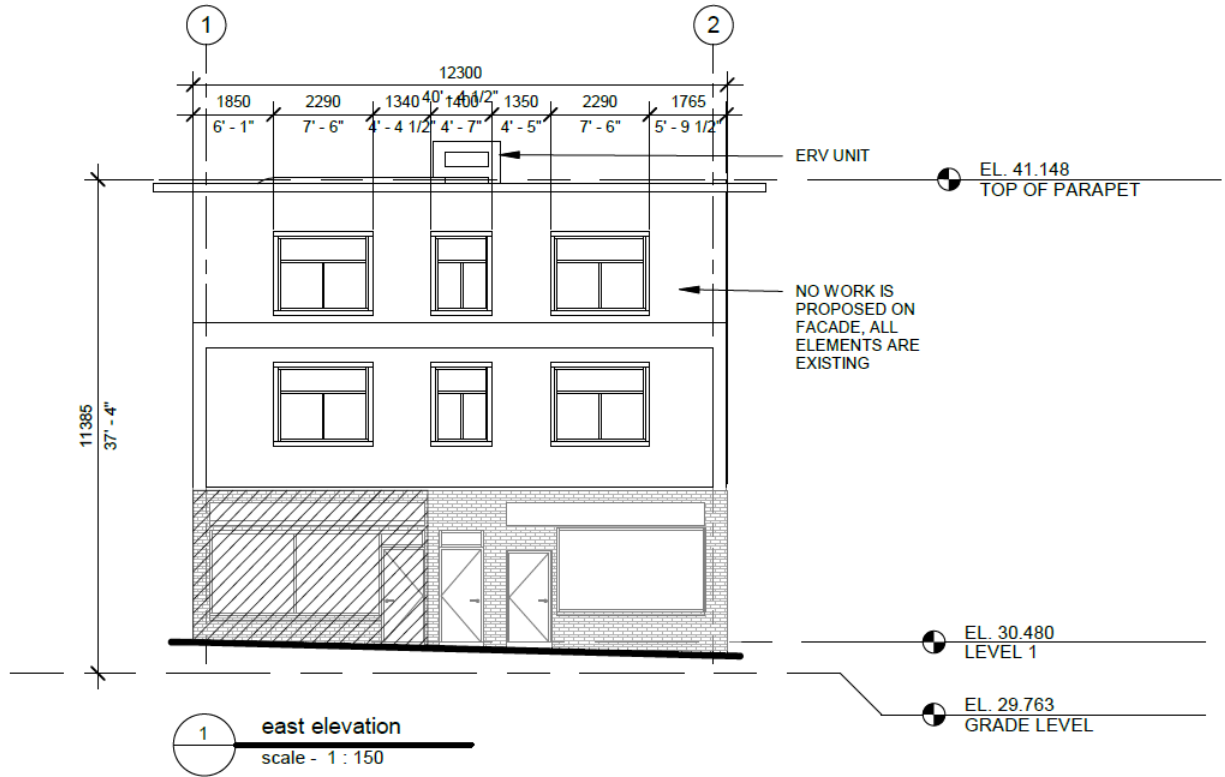 1
2
12300
40' - 4 1/2"
1850 2290 1340 1400 1350 2290 1765
6' - 1" 7' - 6" 4' - 4 1/2" 4' - 7" 4' - 5" 7' - 6" 5' - 9 1/2"
ERV UNIT
EL. 41.148
TOP OF PARAPET
NO WORK IS
PROPOSED ON
FACADE, ALL
ELEMENTS ARE
EXISTING
11385
37' - 4"
EL. 30.480
LEVEL 1
EL. 29.763
GRADE LEVEL
1
east elevation
scale - 1 : 150